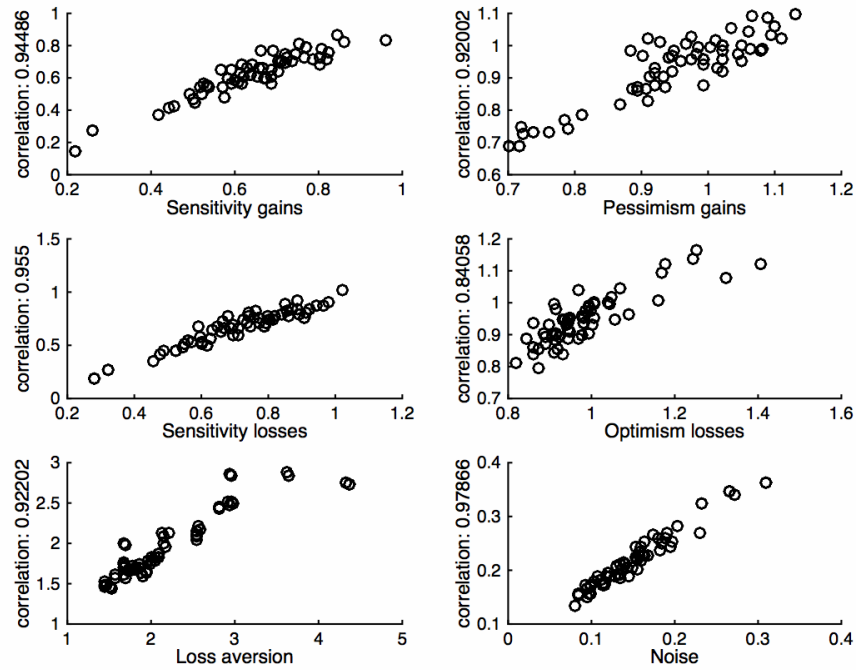 correlation: 0.94486
1
0.8
0.6
0.4
0.2
0
0.2 0.4 0.6 0.8 1
Sensitivity gains
correlation: 0.92002
1.1
1
0.9
0.8
0.7
0.6
0.7 0.8 0.9 1 1.1 1.2
Pessimism gains
correlation: 0.955
1.5
1
0.5
0
0.2 0.4 0.6 0.8 1 1.2
Sensitivity losses
correlation: 0.84058
1.2
1.1
1
0.9
0.8
0.7
0.8 1 1.2 1.4 1.6
Optimism losses
correlation: 0.92202
3
2.5
2
1.5
1
1 2 3 4 5
Loss aversion
correlation: 0.97866
0.4
0.3
0.2
0.1
0 0.1 0.2 0.3 0.4
Noise